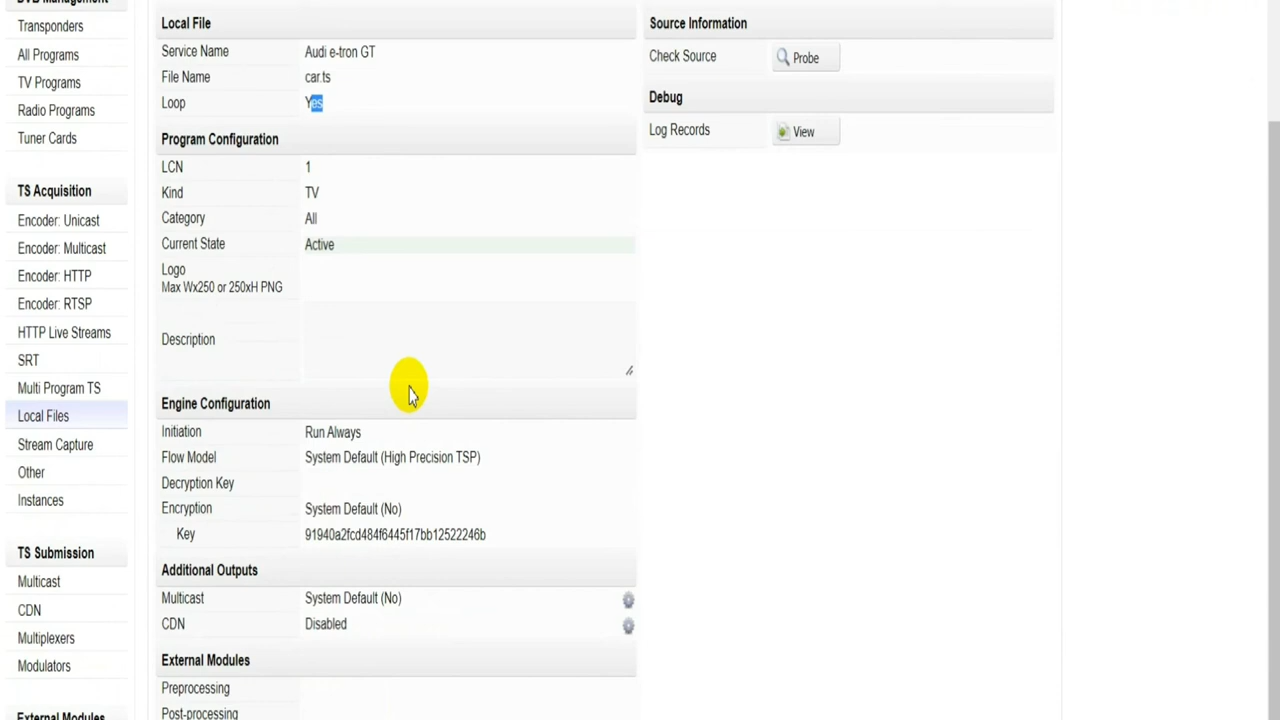 DVB Management
Transponders
All Programs
TV Programs
Radio Programs
Tuner Cards
TS Acquisition
Encoder: Unicast
Encoder: Multicast
Encoder: HTTP
Encoder: RTSP
HTTP Live Streams
SRT
Multi Program TS
Local Files
Stream Capture
Other
Instances
TS Submission
Multicast
CDN
Multiplexers
Modulators
External Modules
Local File
Service Name Audi e-tron GT
File Name car.ts
Loop Yes
Program Configuration
LCN 1
Kind TV
Category All
Current State Active
Logo
Max Wx250 or 250xH PNG
Description
Engine Configuration
Initiation Run Always
Flow Model System Default (High Precision TSP)
Decryption Key
Encryption System Default (No)
Key 91940a2fcd484f6445f17bb12522246b
Additional Outputs
Multicast System Default (No)
CDN Disabled
External Modules
Preprocessing
Post-processing
Source Information
Check Source Probe
Debug
Log Records View